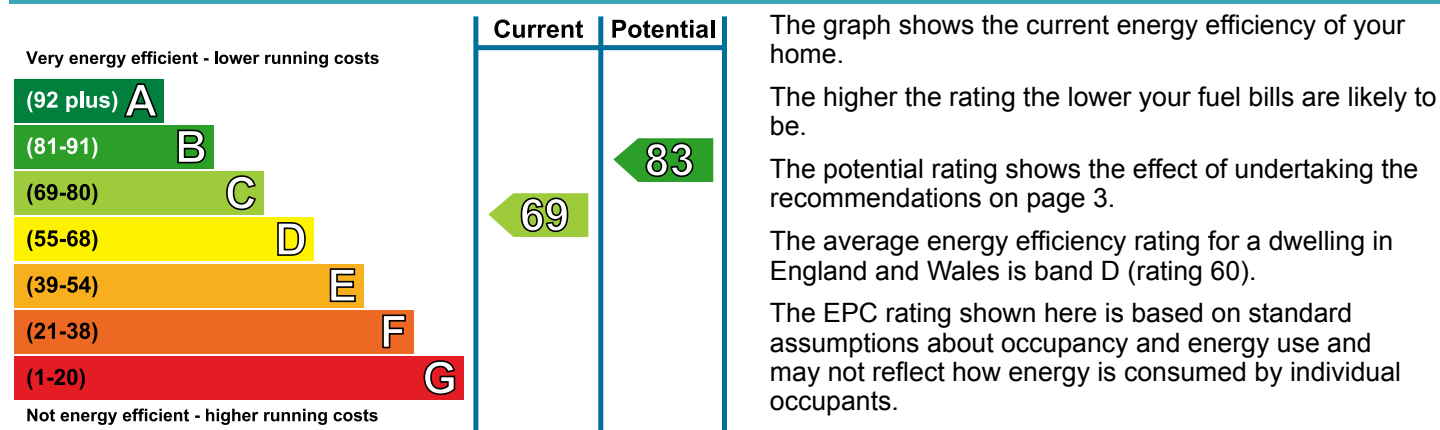 Current Potential
Very energy efficient - lower running costs
(92 plus) A
(81-91) B
(69-80) C
(55-68) D
(39-54) E
(21-38) F
(1-20) G
Not energy efficient - higher running costs
69
83
The graph shows the current energy efficiency of your
home.
The higher the rating the lower your fuel bills are likely to
be.
The potential rating shows the effect of undertaking the
recommendations on page 3.
The average energy efficiency rating for a dwelling in
England and Wales is band D (rating 60).
The EPC rating shown here is based on standard
assumptions about occupancy and energy use and
may not reflect how energy is consumed by individual
occupants.